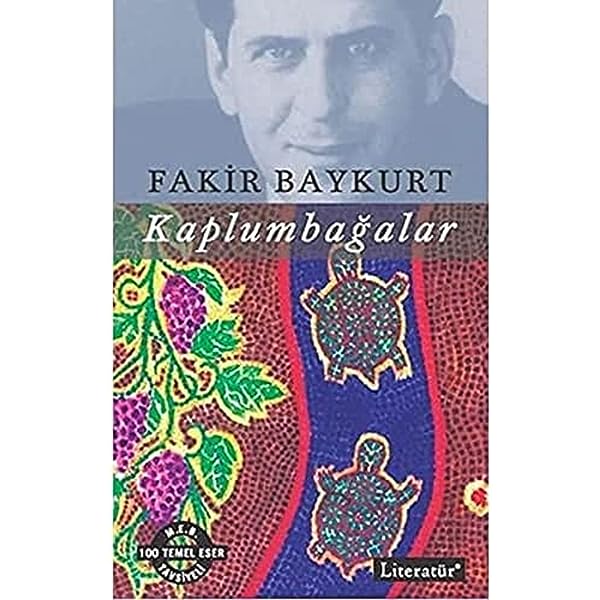 FAKİR BAYKURT
Kaplumbağalar
M.E.B.
100 TEMEL ESER
TAVSİYELİ
Literatür®